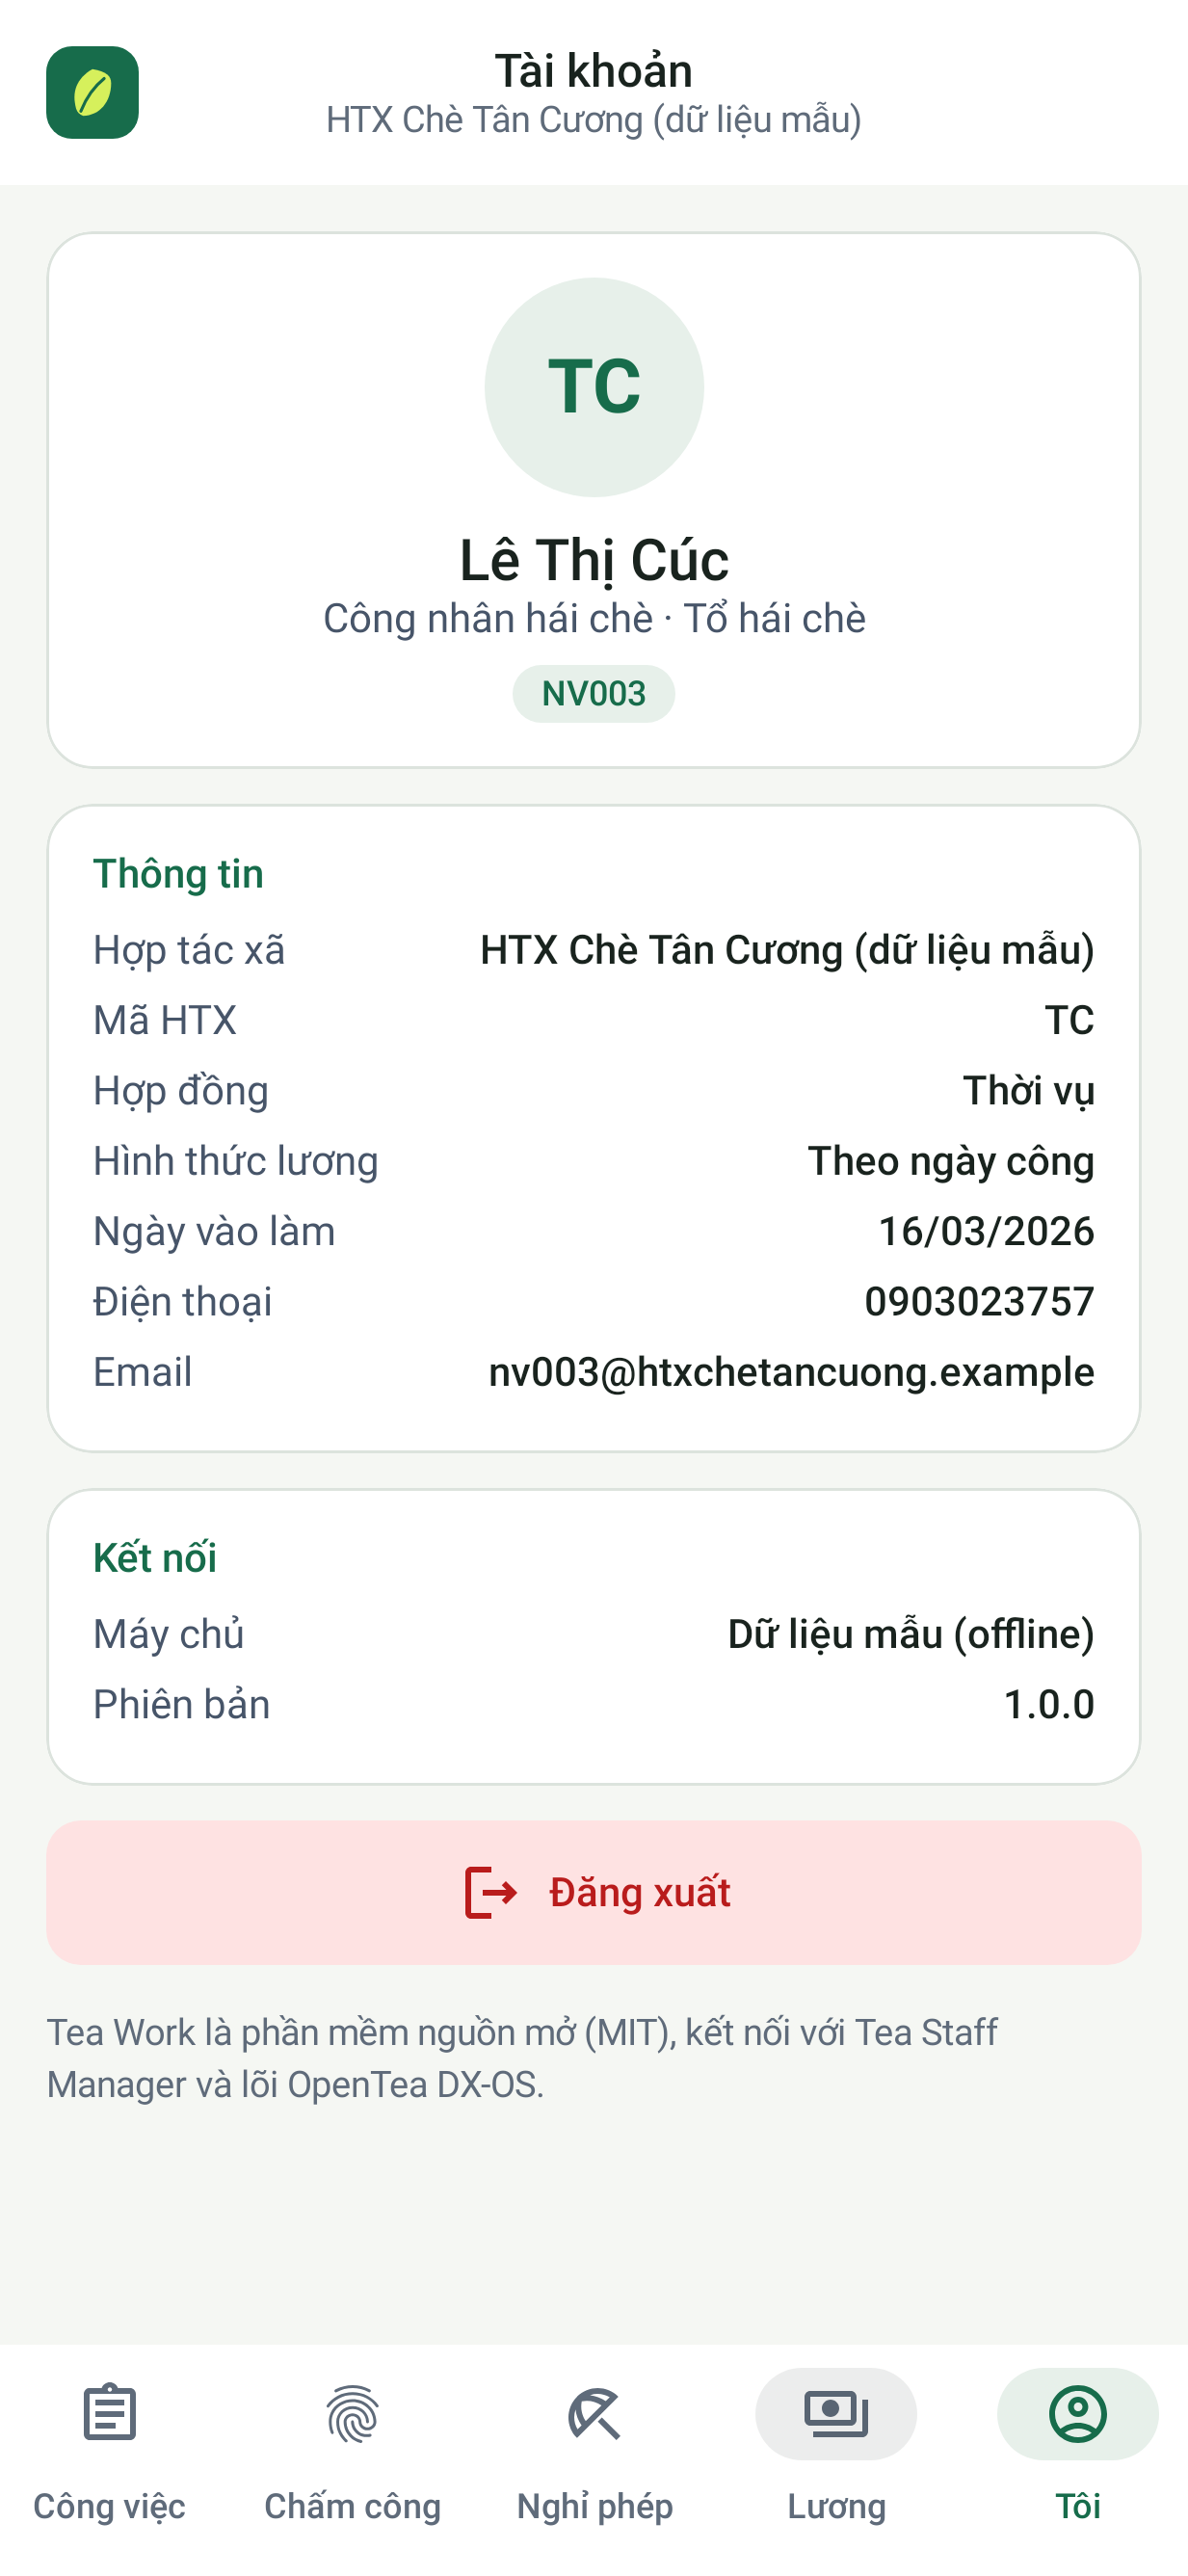 Tài khoản
HTX Chè Tân Cương (dữ liệu mẫu)
TC
Lê Thị Cúc
Công nhân hái chè · Tổ hái chè
NV003
Thông tin
Hợp tác xã HTX Chè Tân Cương (dữ liệu mẫu)
Mã HTX TC
Hợp đồng Thời vụ
Hình thức lương Theo ngày công
Ngày vào làm 16/03/2026
Điện thoại 0903023757
Email nv003@htxchetancuong.example
Kết nối
Máy chủ Dữ liệu mẫu (offline)
Phiên bản 1.0.0
Đăng xuất
Tea Work là phần mềm nguồn mở (MIT), kết nối với Tea Staff
Manager và lõi OpenTea DX-OS.
Công việc Chấm công Nghỉ phép Lương Tôi